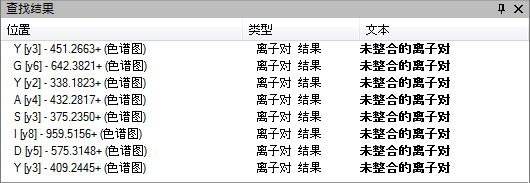 查找结果
位置 类型 文本
Y [y3] - 451.2663+ (色谱图) 离子对 结果 未整合的离子对
G [y6] - 642.3821+ (色谱图) 离子对 结果 未整合的离子对
Y [y2] - 338.1823+ (色谱图) 离子对 结果 未整合的离子对
A [y4] - 432.2817+ (色谱图) 离子对 结果 未整合的离子对
S [y3] - 375.2350+ (色谱图) 离子对 结果 未整合的离子对
I [y8] - 959.5156+ (色谱图) 离子对 结果 未整合的离子对
D [y5] - 575.3148+ (色谱图) 离子对 结果 未整合的离子对
Y [y3] - 409.2445+ (色谱图) 离子对 结果 未整合的离子对